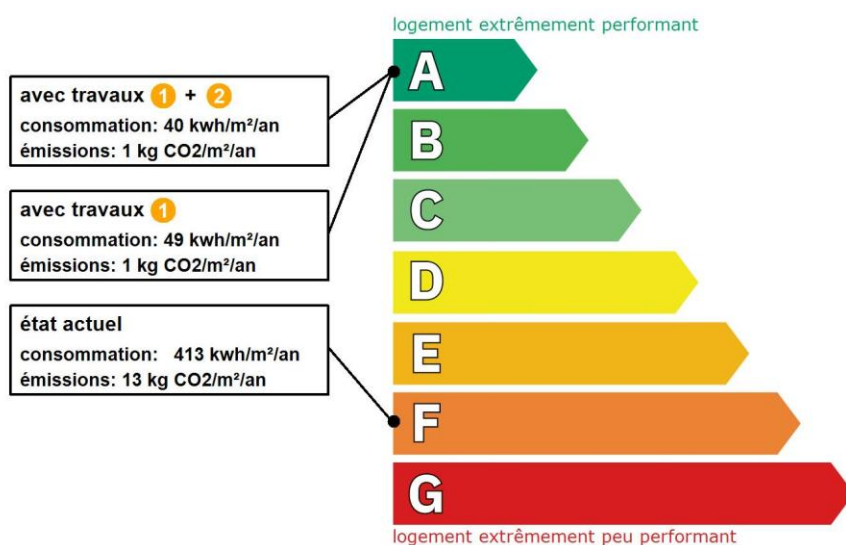 logement extrêmement performant
A
avec travaux 1 + 2
consommation: 40 kwh/m²/an
émissions: 1 kg CO2/m²/an
B
avec travaux 1
consommation: 49 kwh/m²/an
émissions: 1 kg CO2/m²/an
C
D
état actuel
consommation: 413 kwh/m²/an
émissions: 13 kg CO2/m²/an
E
F
G
logement extrêmement peu performant